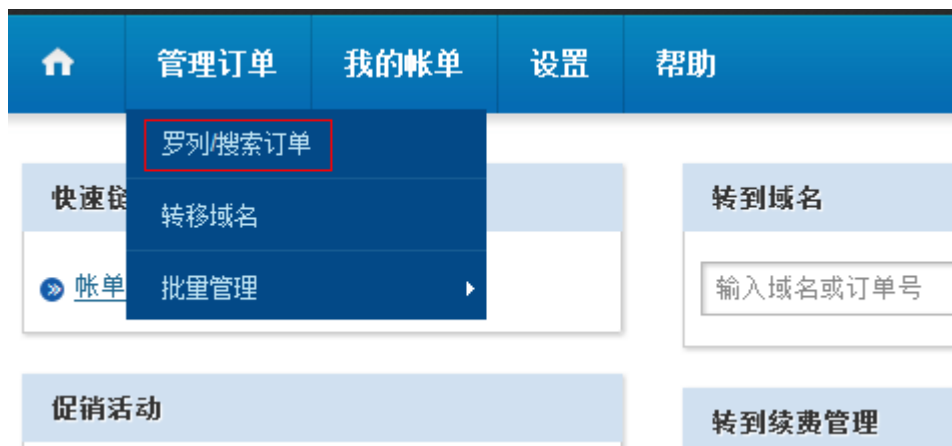 管理订单 我的帐单 设置 帮助
罗列/搜索订单
转移域名
批量管理
快速
帐单
转到域名
输入域名或订单号
促销活动
转到续费管理